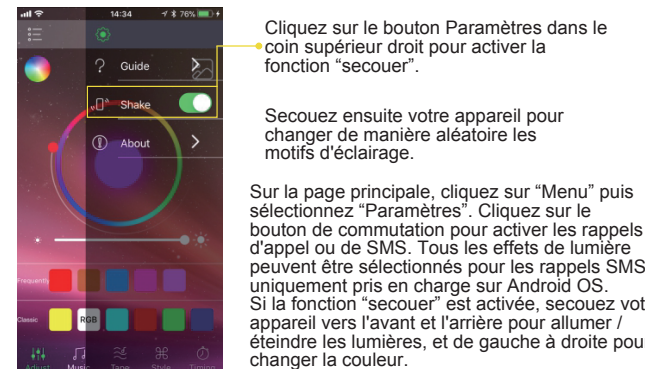 14:34
76%
Guide
Shake
About
Frequently
Classic
RGB
Adjust
Music
Tape
Style
Timing
Cliquez sur le bouton Paramètres dans le
coin supérieur droit pour activer la
fonction “secouer”.
Secouez ensuite votre appareil pour
changer de manière aléatoire les
motifs d'éclairage.
Sur la page principale, cliquez sur “Menu” puis
sélectionnez “Paramètres”. Cliquez sur le
bouton de commutation pour activer les rappels
d'appel ou de SMS. Tous les effets de lumière
peuvent être sélectionnés pour les rappels SMS
uniquement pris en charge sur Android OS.
Si la fonction “secouer” est activée, secouez vot
appareil vers l'avant et l'arrière pour allumer /
éteindre les lumières, et de gauche à droite pou
changer la couleur.